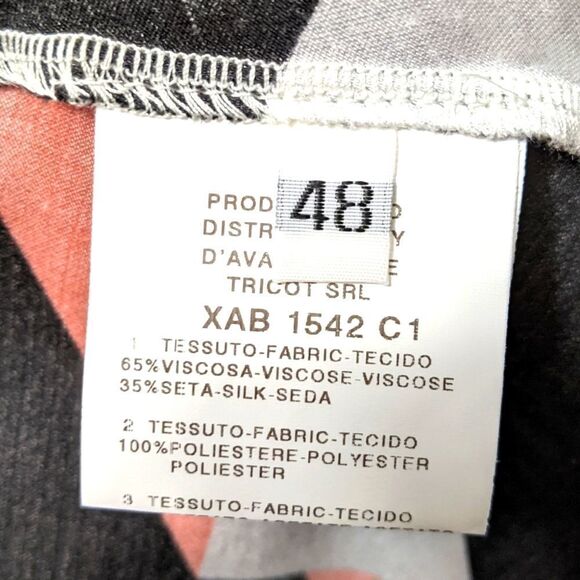 48
PROD
DISTR Y
D'AVA E
TRICOT SRL
XAB 1542 C1
1 TESSUTO-FABRIC-TECIDO
65%VISCOSA-VISCOSE-VISCOSE
35%SETA-SILK-SEDA
2 TESSUTO-FABRIC-TECIDO
100%POLIESTERE-POLYESTER
POLIESTER
3 TESSUTO-FABRIC-TECIDO